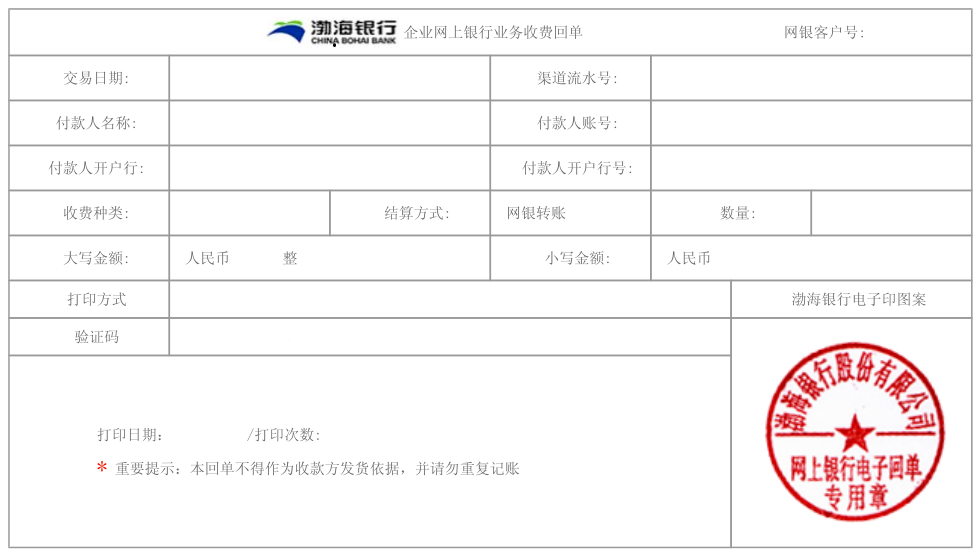 渤海银行 企业网上银行业务收费回单 网银客户号:
CHINA BOHAI BANK
交易日期: 渠道流水号:
付款人名称: 付款人账号:
付款人开户行: 付款人开户行号:
收费种类: 结算方式: 网银转账 数量:
大写金额: 人民币 整 小写金额: 人民币
打印方式 渤海银行电子印图案
验证码
渤海银行股份有限公司
网上银行电子回单
专用章
打印日期: /打印次数:
* 重要提示: 本回单不得作为收款方发货依据, 并请勿重复记账